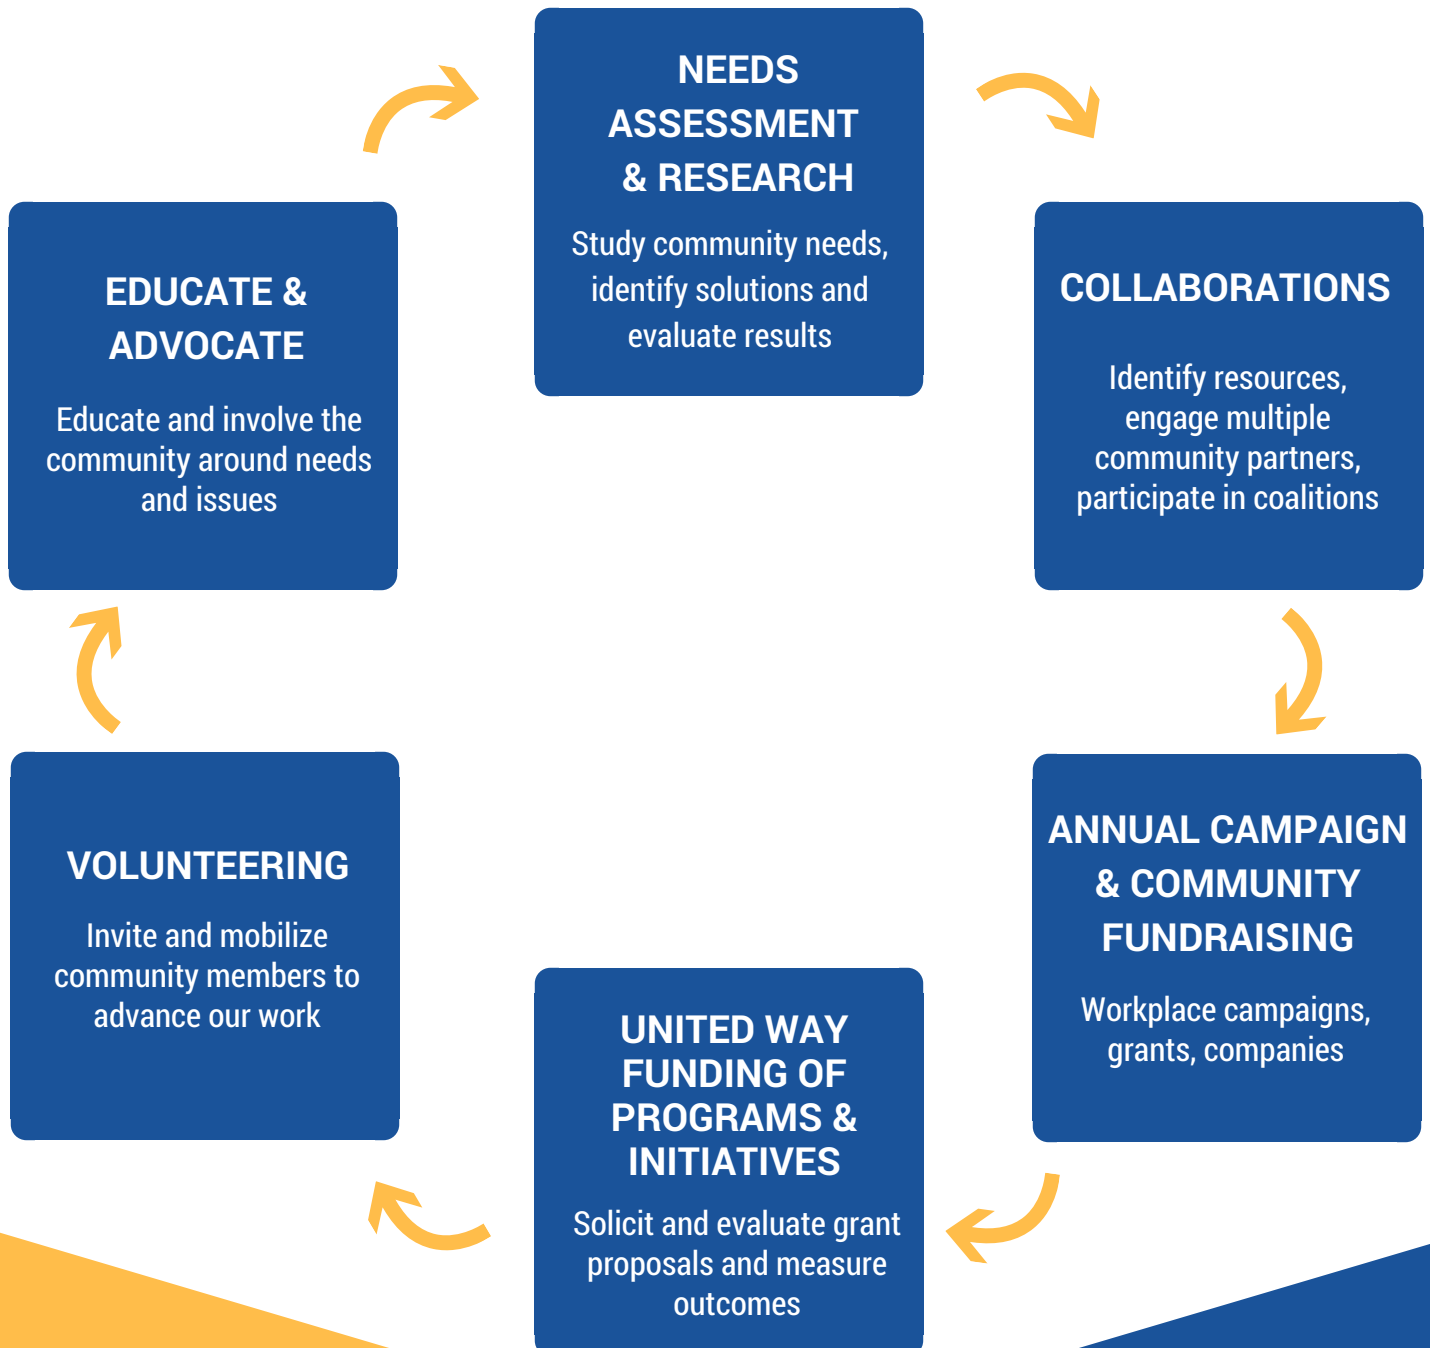 NEEDS
ASSESSMENT
& RESEARCH
Study community needs,
identify solutions and
evaluate results
COLLABORATIONS
Identify resources,
engage multiple
community partners,
participate in coalitions
ANNUAL CAMPAIGN
& COMMUNITY
FUNDRAISING
Workplace campaigns,
grants, companies
UNITED WAY
FUNDING OF
PROGRAMS &
INITIATIVES
Solicit and evaluate grant
proposals and measure
outcomes
VOLUNTEERING
Invite and mobilize
community members to
advance our work
EDUCATE &
ADVOCATE
Educate and involve the
community around needs
and issues